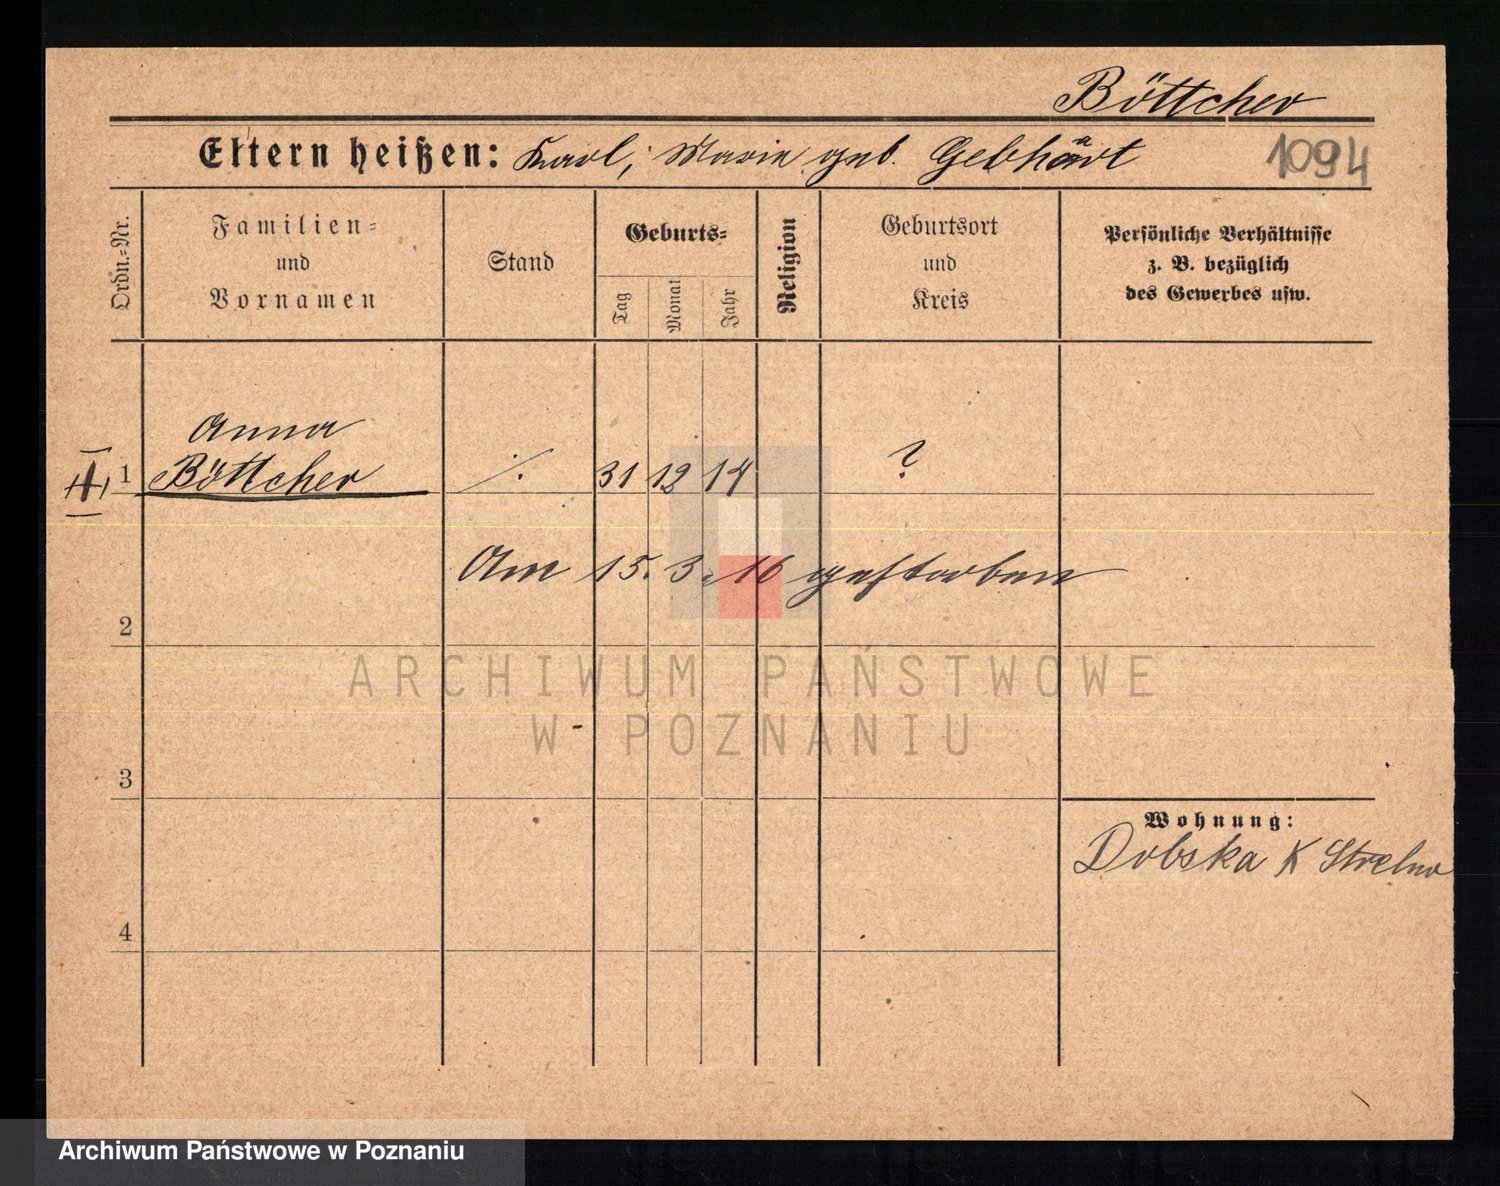 Böttcher
Eltern heißen: Karl, Marie geb. Gebhardt
1094
Ordn.-Nr.
Familien-
und
Vornamen
Stand
Geburts-
Tag
Monat
Jahr
Religion
Geburtsort
und
Kreis
Persönliche Verhältnisse
z. B. bezüglich
des Gewerbes usw.
Anna
1 Böttcher ./. 31 12 14 ?
Am 15. 3. 16 gestorben
2
ARCHIWUM PAŃSTWOWE
W POZNANIU
3
Wohnung:
Dobska K Strelno
4
Archiwum Państwowe w Poznaniu